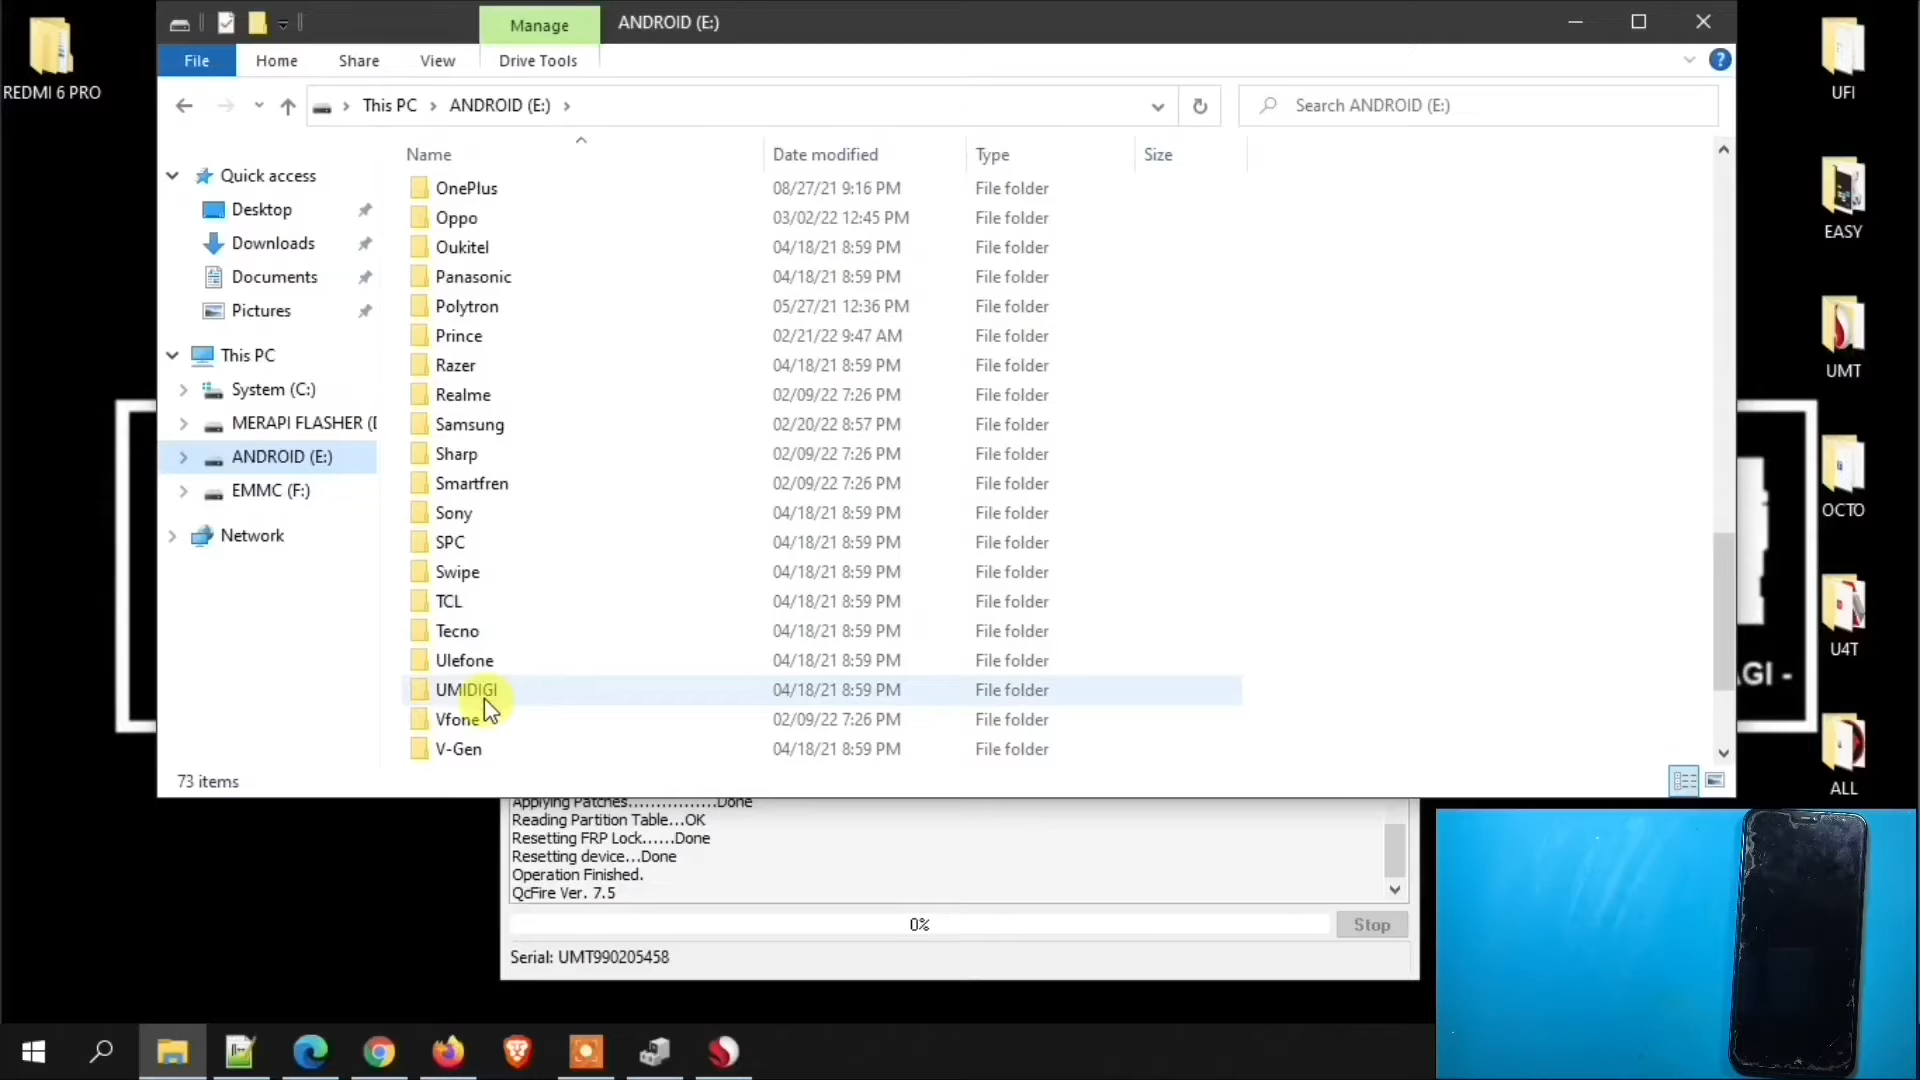 Manage
ANDROID (E:)
File
Home
Share
View
Drive Tools
REDMI 6 PRO
This PC
ANDROID (E:)
Search ANDROID (E:)
UFI
Name
Date modified
Type
Size
Quick access
Desktop
Downloads
Documents
Pictures
This PC
System (C:)
MERAPI FLASHER (
ANDROID (E:)
EMMC (F:)
Network
OnePlus 08/27/21 9:16 PM File folder
Oppo 03/02/22 12:45 PM File folder
Oukitel 04/18/21 8:59 PM File folder
Panasonic 04/18/21 8:59 PM File folder
Polytron 05/27/21 12:36 PM File folder
Prince 02/21/22 9:47 AM File folder
Razer 04/18/21 8:59 PM File folder
Realme 02/09/22 7:26 PM File folder
Samsung 02/20/22 8:57 PM File folder
Sharp 02/09/22 7:26 PM File folder
Smartfren 02/09/22 7:26 PM File folder
Sony 04/18/21 8:59 PM File folder
SPC 04/18/21 8:59 PM File folder
Swipe 04/18/21 8:59 PM File folder
TCL 04/18/21 8:59 PM File folder
Tecno 04/18/21 8:59 PM File folder
Ulefone 04/18/21 8:59 PM File folder
UMIDIGI 04/18/21 8:59 PM File folder
Vfone 02/09/22 7:26 PM File folder
V-Gen 04/18/21 8:59 PM File folder
73 items
EASY
UMT
OCTO
U4T
GI -
ALL
Applying Patches................Done
Reading Partition Table...OK
Resetting FRP Lock......Done
Resetting device...Done
Operation Finished.
QcFire Ver. 7.5
0%
Stop
Serial: UMT990205458